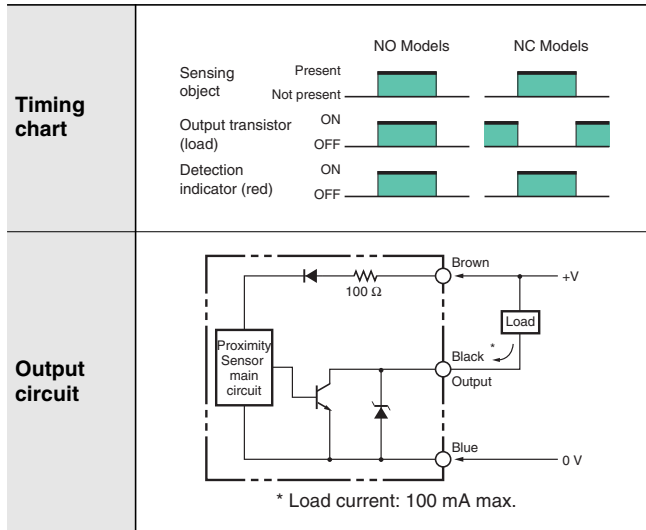 Timing
chart
NO Models
NC Models
Sensing
object
Present
Not present
Output transistor
(load)
ON
OFF
Detection
indicator (red)
ON
OFF
Output
circuit
Brown
+V
100 Ω
Load
Proximity
Sensor
main
circuit
*
Black
Output
Blue
0 V
* Load current: 100 mA max.